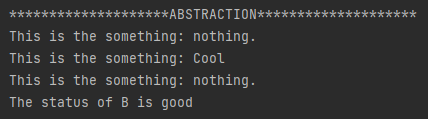 ********************ABSTRACTION********************
This is the something: nothing.
This is the something: Cool
This is the something: nothing.
The status of B is good